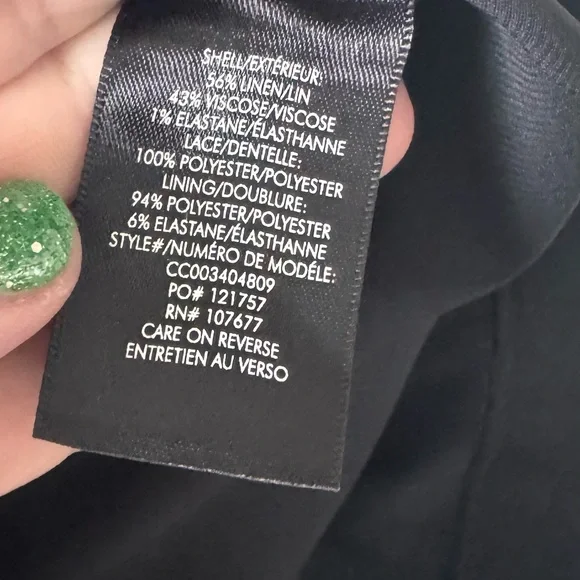 SHELL/EXTÉRIEUR:
56% LINEN/LIN
43% VISCOSE/VISCOSE
1% ELASTANE/ÉLASTHANNE
LACE/DENTELLE:
100% POLYESTER/POLYESTER
LINING/DOUBLURE:
94% POLYESTER/POLYESTER
6% ELASTANE/ÉLASTHANNE
STYLE#/NUMÉRO DE MODÉLE:
CC003404809
PO# 121757
RN# 107677
CARE ON REVERSE
ENTRETIEN AU VERSO